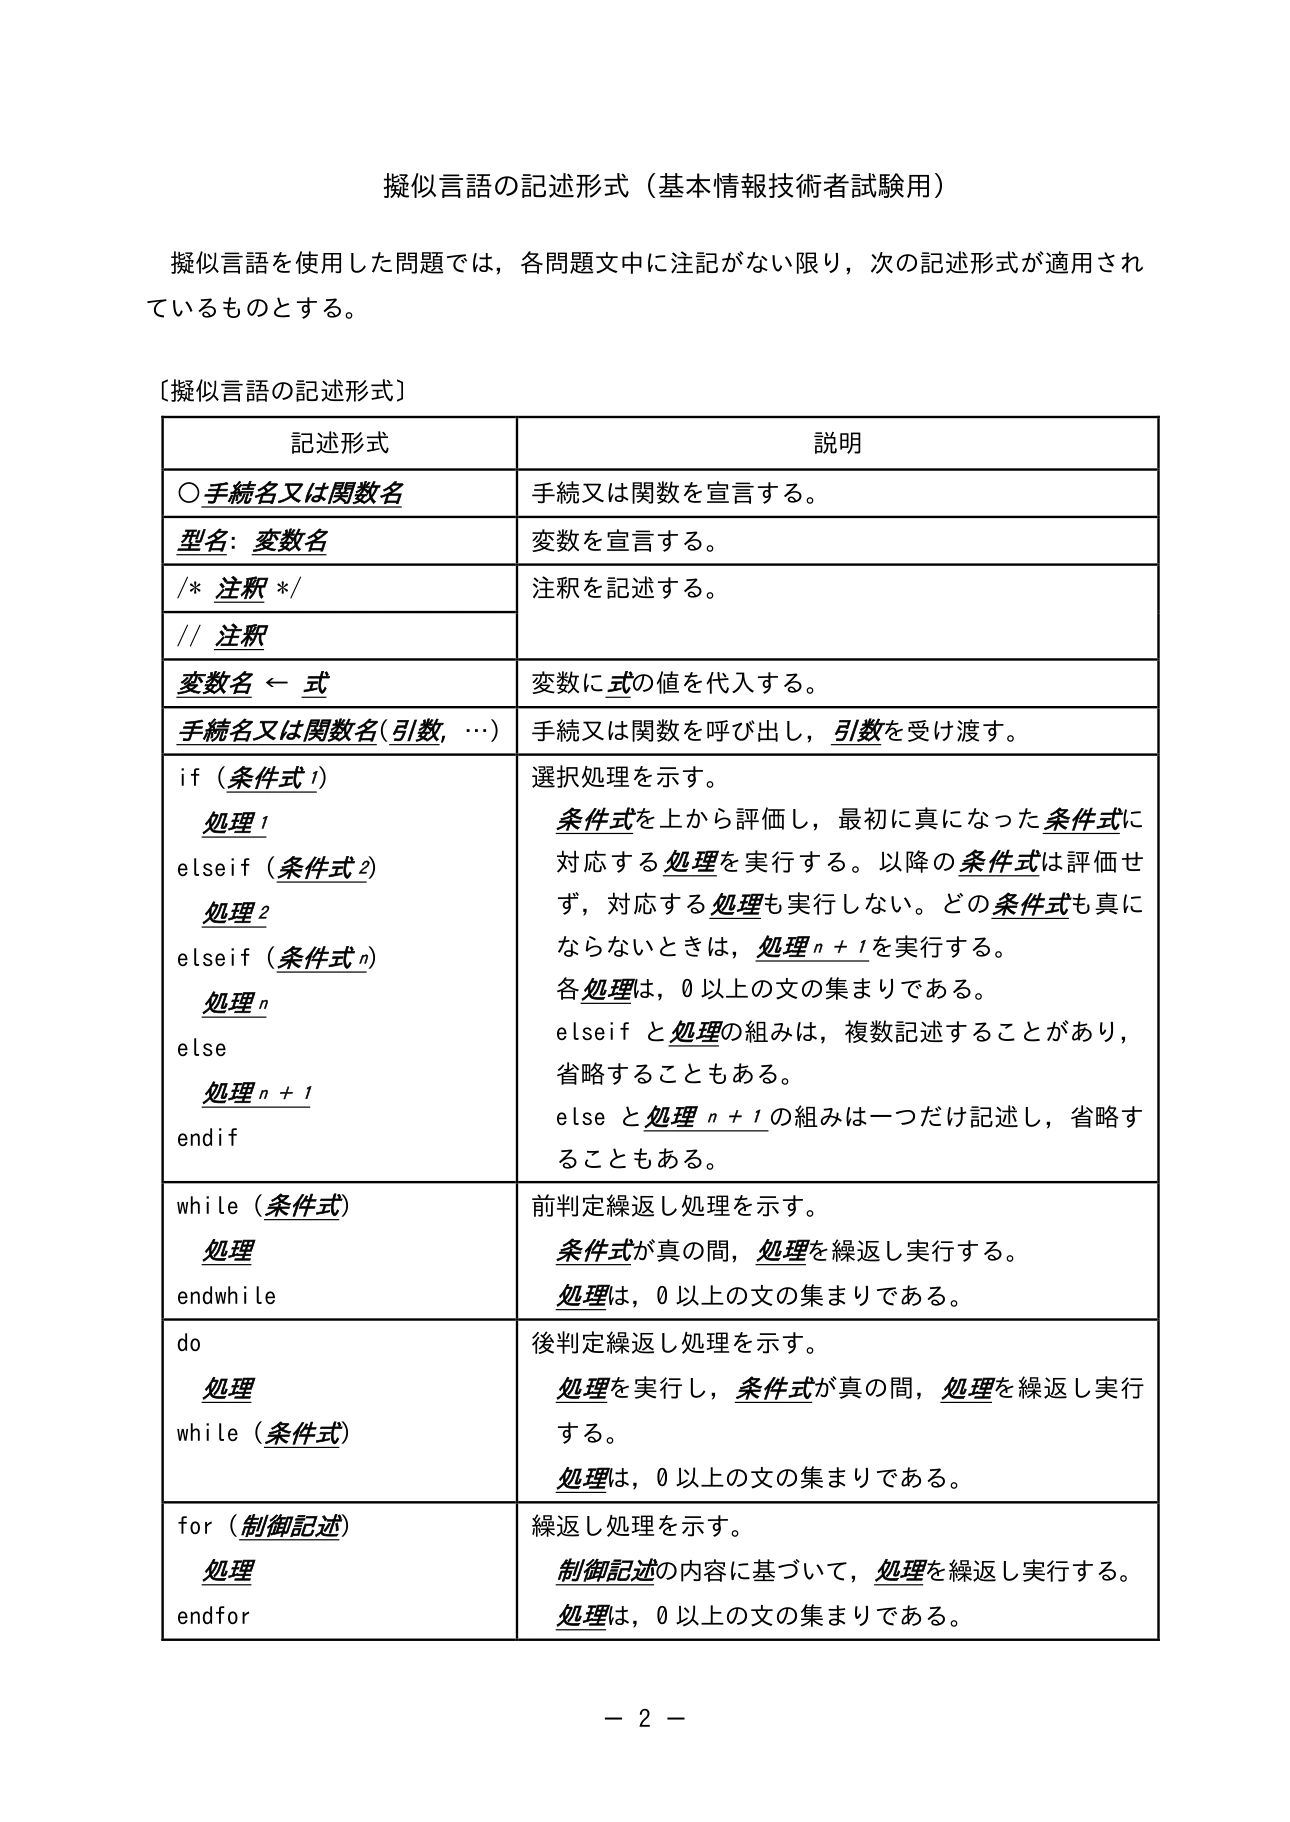 擬似言語の記述形式（基本情報技術者試験用）
擬似言語を使用した問題では，各問題文中に注記がない限り，次の記述形式が適用され
ているものとする。
〔擬似言語の記述形式〕
記述形式 説明
○手続名又は関数名 手続又は関数を宣言する。
型名: 変数名 変数を宣言する。
/* 注釈 */ 注釈を記述する。
// 注釈
変数名 ← 式 変数に式の値を代入する。
手続名又は関数名(引数, …) 手続又は関数を呼び出し，引数を受け渡す。
if (条件式 1)
処理 1
elseif (条件式 2)
処理 2
elseif (条件式 n)
処理 n
else
処理 n + 1
endif
選択処理を示す。
条件式を上から評価し，最初に真になった条件式に
対応する処理を実行する。以降の条件式は評価せ
ず，対応する処理も実行しない。どの条件式も真に
ならないときは，処理 n + 1 を実行する。
各処理は，0 以上の文の集まりである。
elseif と処理の組みは，複数記述することがあり，
省略することもある。
else と処理 n + 1 の組みは一つだけ記述し，省略す
ることもある。
while (条件式)
処理
endwhile
前判定繰返し処理を示す。
条件式が真の間，処理を繰返し実行する。
処理は，0 以上の文の集まりである。
do
処理
while (条件式)
後判定繰返し処理を示す。
処理を実行し，条件式が真の間，処理を繰返し実行
する。
処理は，0 以上の文の集まりである。
for (制御記述)
処理
endfor
繰返し処理を示す。
制御記述の内容に基づいて，処理を繰返し実行する。
処理は，0 以上の文の集まりである。
－ 2 －